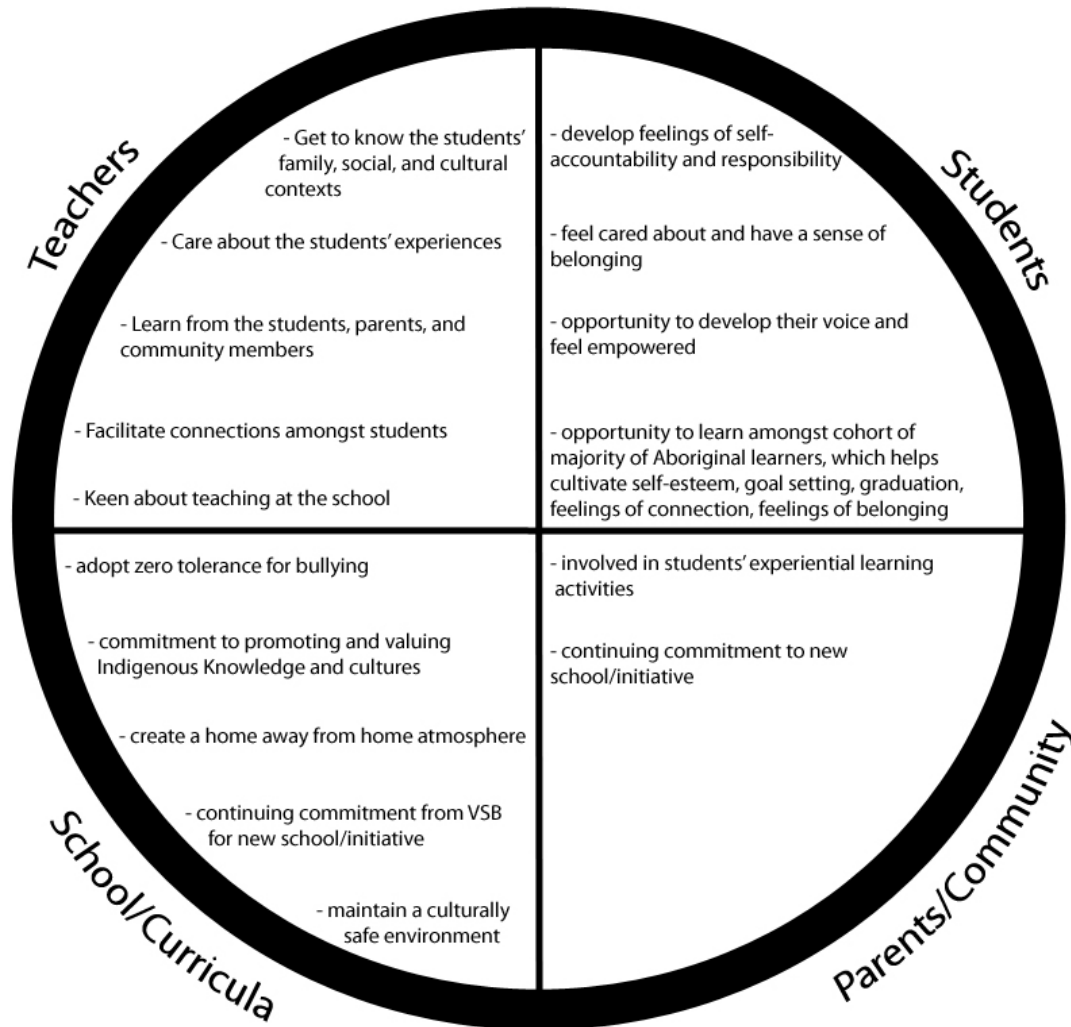 Teachers
- Get to know the students'
family, social, and cultural
contexts
- Care about the students' experiences
- Learn from the students, parents, and
community members
- Facilitate connections amongst students
- Keen about teaching at the school
Students
- develop feelings of self-
accountability and responsibility
- feel cared about and have a sense of
belonging
- opportunity to develop their voice and
feel empowered
- opportunity to learn amongst cohort of
majority of Aboriginal learners, which helps
cultivate self-esteem, goal setting, graduation,
feelings of connection, feelings of belonging
School/Curricula
- adopt zero tolerance for bullying
- commitment to promoting and valuing
Indigenous Knowledge and cultures
- create a home away from home atmosphere
- continuing commitment from VSB
for new school/initiative
- maintain a culturally
safe environment
Parents/Community
- involved in students' experiential learning
activities
- continuing commitment to new
school/initiative